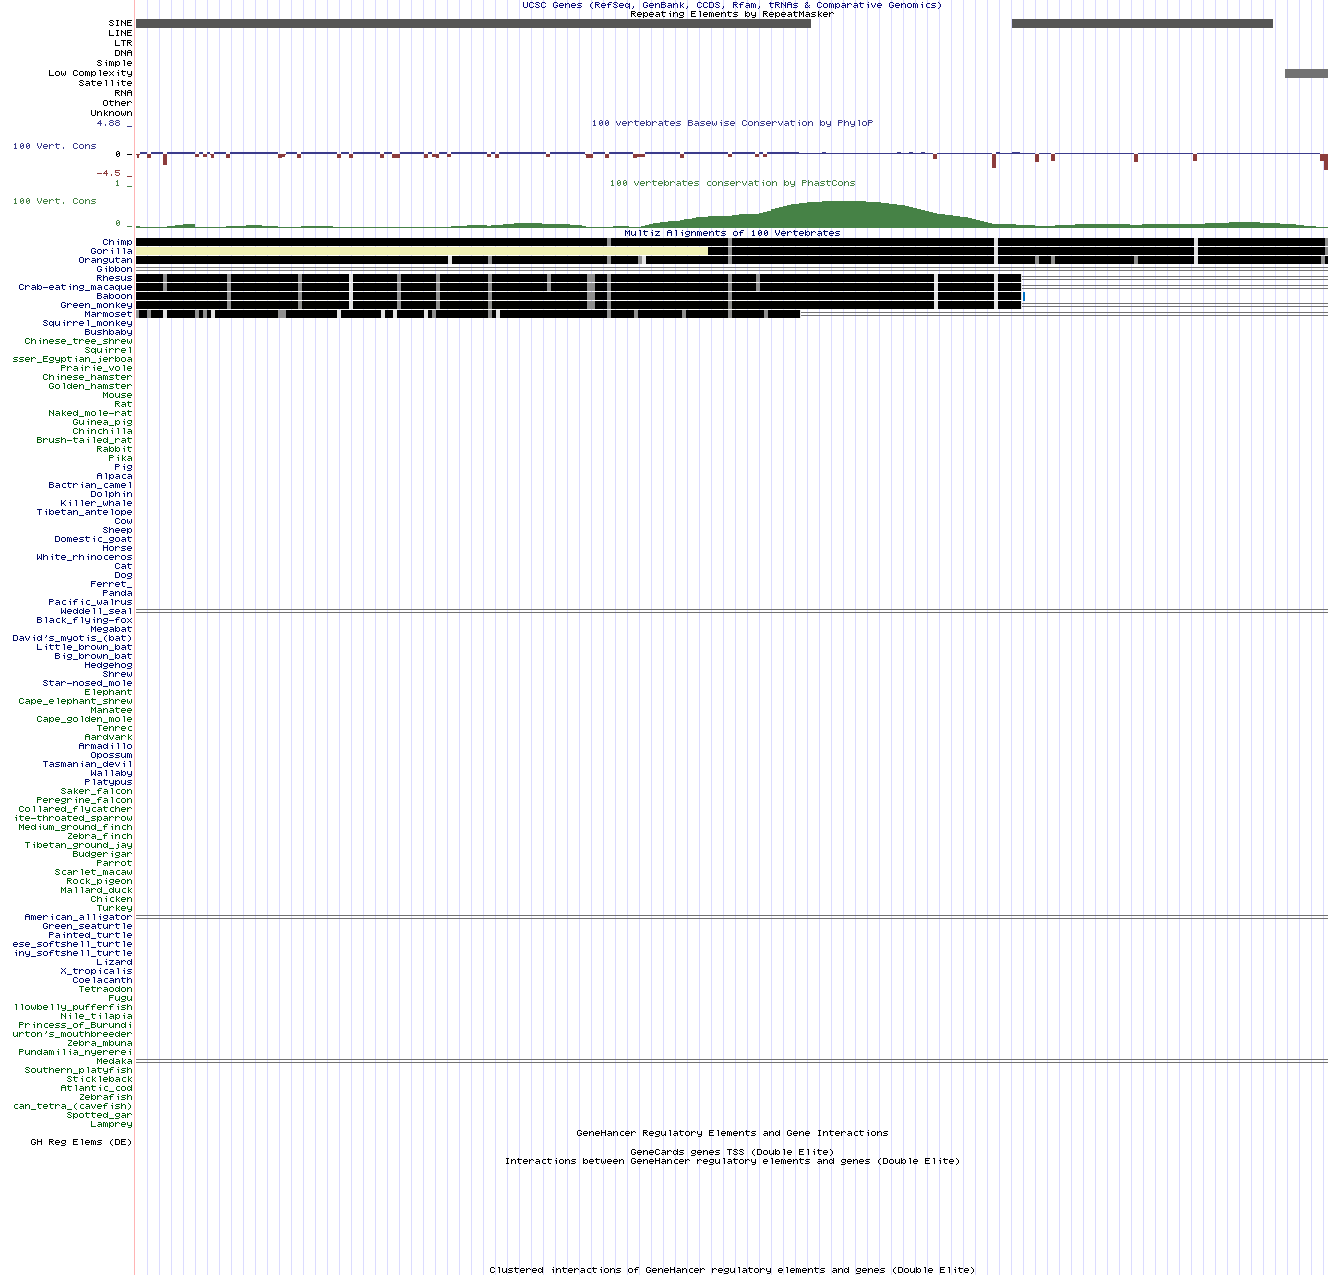 UCSC Genes (RefSeq, GenBank, CCDS, Rfam, tRNAs & Comparative Genomics)
Repeating Elements by RepeatMasker
SINE
LINE
LTR
DNA
Simple
Low Complexity
Satellite
RNA
Other
Unknown
4.88 _
100 vertebrates Basewise Conservation by PhyloP
100 Vert. Cons
0 _
-4.5 _
1 _
100 vertebrates conservation by PhastCons
100 Vert. Cons
0 _
Multiz Alignments of 100 Vertebrates
Chimp
Gorilla
Orangutan
Gibbon
Rhesus
Crab-eating_macaque
Baboon
Green_monkey
Marmoset
Squirrel_monkey
Bushbaby
Chinese_tree_shrew
Squirrel
sser_Egyptian_jerboa
Prairie_vole
Chinese_hamster
Golden_hamster
Mouse
Rat
Naked_mole-rat
Guinea_pig
Chinchilla
Brush-tailed_rat
Rabbit
Pika
Pig
Alpaca
Bactrian_camel
Dolphin
Killer_whale
Tibetan_antelope
Cow
Sheep
Domestic_goat
Horse
White_rhinoceros
Cat
Dog
Ferret_
Panda
Pacific_walrus
Weddell_seal
Black_flying-fox
Megabat
David's_myotis_(bat)
Little_brown_bat
Big_brown_bat
Hedgehog
Shrew
Star-nosed_mole
Elephant
Cape_elephant_shrew
Manatee
Cape_golden_mole
Tenrec
Aardvark
Armadillo
Opossum
Tasmanian_devil
Wallaby
Platypus
Saker_falcon
Peregrine_falcon
Collared_flycatcher
ite-throated_sparrow
Medium_ground_finch
Zebra_finch
Tibetan_ground_jay
Budgerigar
Parrot
Scarlet_macaw
Rock_pigeon
Mallard_duck
Chicken
Turkey
American_alligator
Green_seaturtle
Painted_turtle
ese_softshell_turtle
iny_softshell_turtle
Lizard
X_tropicalis
Coelacanth
Tetraodon
Fugu
llowbelly_pufferfish
Nile_tilapia
Princess_of_Burundi
urton's_mouthbreeder
Zebra_mbuna
Pundamilia_nyererei
Medaka
Southern_platyfish
Stickleback
Atlantic_cod
Zebrafish
can_tetra_(cavefish)
Spotted_gar
Lamprey
GeneHancer Regulatory Elements and Gene Interactions
GH Reg Elems (DE)
GeneCards genes TSS (Double Elite)
Interactions between GeneHancer regulatory elements and genes (Double Elite)
Clustered interactions of GeneHancer regulatory elements and genes (Double Elite)